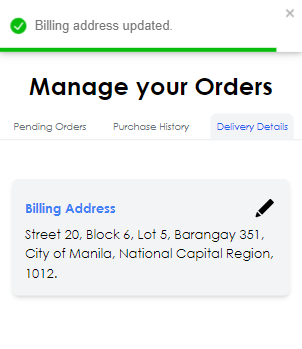 Billing address updated.
Manage your Orders
Pending Orders Purchase History Delivery Details
Billing Address
Street 20, Block 6, Lot 5, Barangay 351,
City of Manila, National Capital Region,
1012.